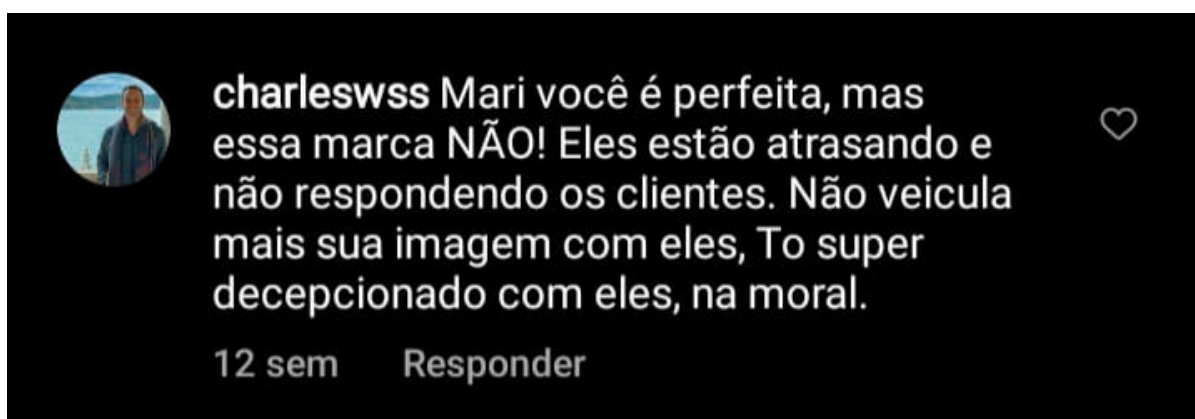 charleswss Mari você é perfeita, mas
essa marca NÃO! Eles estão atrasando e
não respondendo os clientes. Não veicula
mais sua imagem com eles, To super
decepcionado com eles, na moral.
12 sem Responder